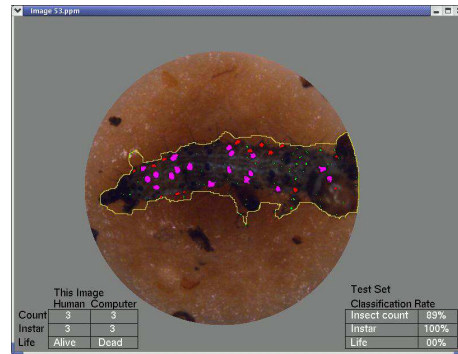 Image S3.ppm
This Image
Human Computer
Count 3 3
Instar 3 3
Life Alive Dead
Test Set
Classification Rate
Insect count 89%
Instar 100%
Life 00%